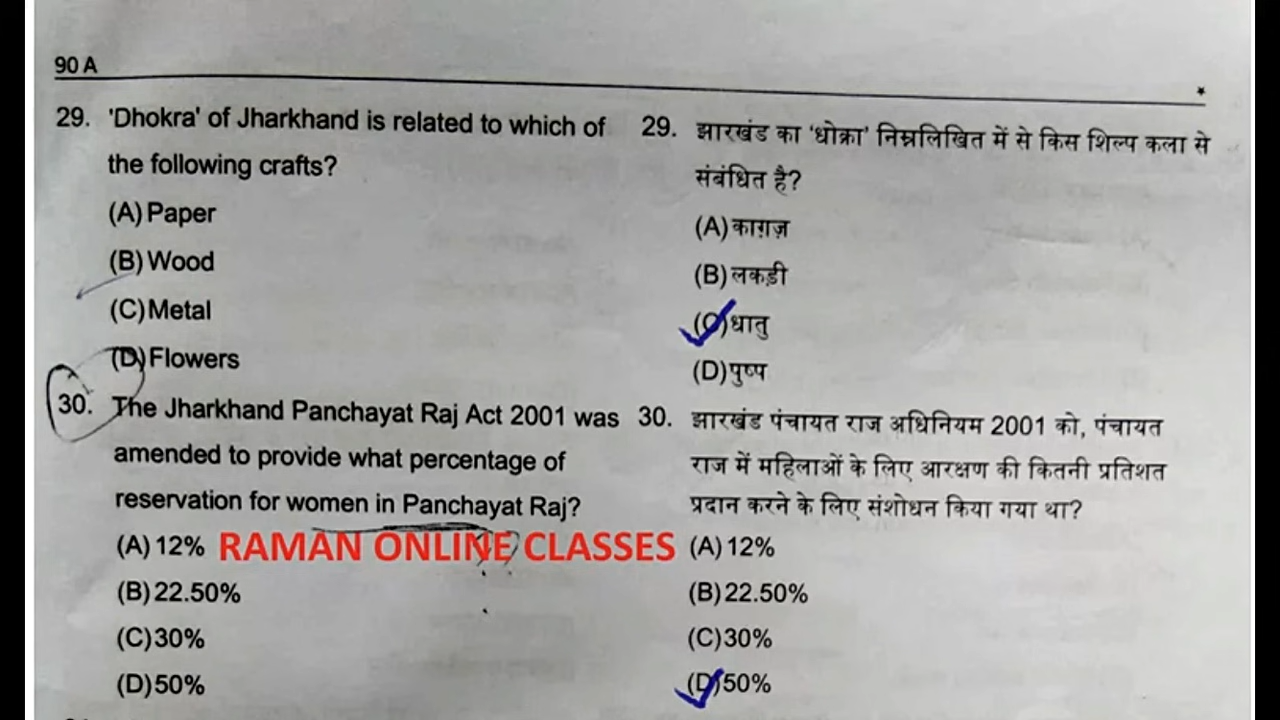 90 A
*
29. 'Dhokra' of Jharkhand is related to which of
the following crafts?
(A) Paper
(B) Wood
(C) Metal
(D) Flowers
30. The Jharkhand Panchayat Raj Act 2001 was
amended to provide what percentage of
reservation for women in Panchayat Raj?
(A) 12%
(B) 22.50%
(C) 30%
(D) 50%
RAMAN ONLINE CLASSES
29. झारखंड का 'धोक्रा' निम्नलिखित में से किस शिल्प कला से
संबंधित है?
(A) काग़ज़
(B) लकड़ी
(C) धातु
(D) पुष्प
30. झारखंड पंचायत राज अधिनियम 2001 को, पंचायत
राज में महिलाओं के लिए आरक्षण की कितनी प्रतिशत
प्रदान करने के लिए संशोधन किया गया था?
(A) 12%
(B) 22.50%
(C) 30%
(D) 50%